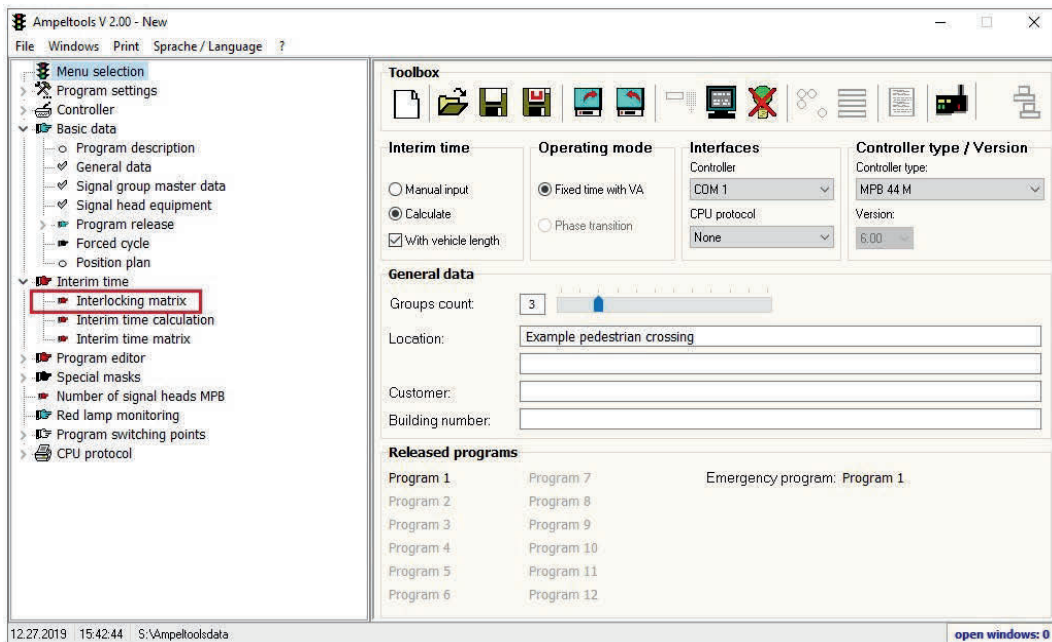 Ampeltools V 2.00 - New
File Windows Print Sprache / Language ?
Menu selection
Program settings
Controller
Basic data
Program description
General data
Signal group master data
Signal head equipment
Program release
Forced cycle
Position plan
Interim time
Interlocking matrix
Interim time calculation
Interim time matrix
Program editor
Special masks
Number of signal heads MPB
Red lamp monitoring
Program switching points
CPU protocol
Toolbox
Interim time
Manual input
Calculate
With vehicle length
Operating mode
Fixed time with VA
Phase transition
Interfaces
Controller
COM 1
CPU protocol
None
Controller type / Version
Controller type:
MPB 44 M
Version:
6.00
General data
Groups count: 3
Location: Example pedestrian crossing
Customer:
Building number:
Released programs
Program 1 Program 7 Emergency program: Program 1
Program 2 Program 8
Program 3 Program 9
Program 4 Program 10
Program 5 Program 11
Program 6 Program 12
12.27.2019 15:42:44 S:\Ampeltoolsdata open windows: 0